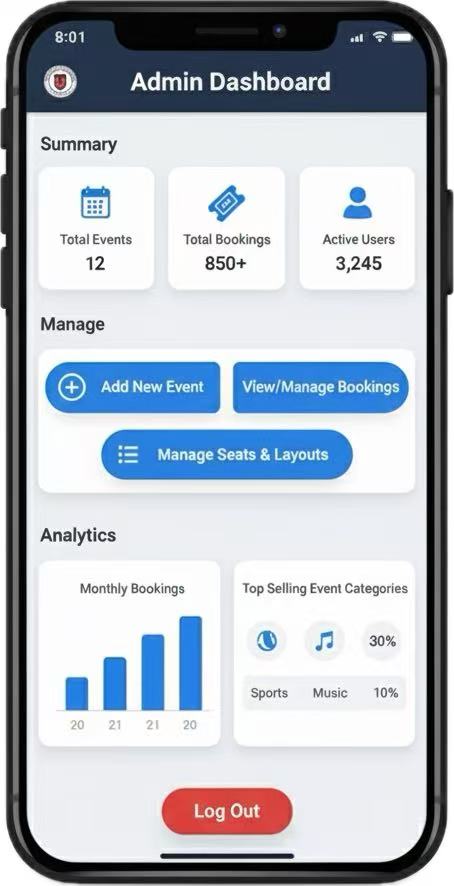 8:01
Admin Dashboard
Summary
Total Events
12
Total Bookings
850+
Active Users
3,245
Manage
Add New Event
View/Manage Bookings
Manage Seats & Layouts
Analytics
Monthly Bookings
20 21 21 20
Top Selling Event Categories
30%
Sports Music 10%
Log Out